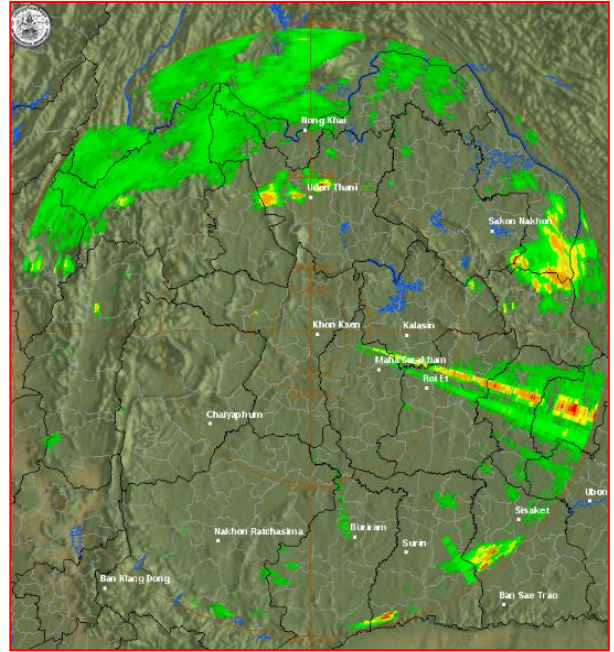 Nong Khai
Udon Thani
Sakon Nakhon
Khon Kaen
Kalasin
Maha Sarakham
Roi Et
Chaiyaphum
Ubon
Sisaket
Nakhon Ratchasima
Buriram
Surin
Ban Klang Dong
Ban Sae Trao